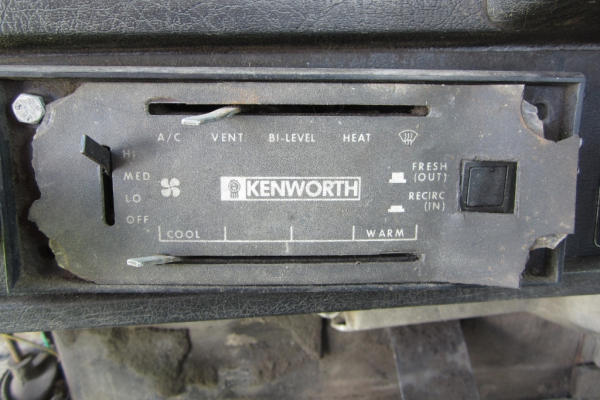 A/C VENT BI-LEVEL HEAT
HI
MED
LO
OFF
KENWORTH
FRESH
(OUT)
RECIRC
(IN)
COOL WARM